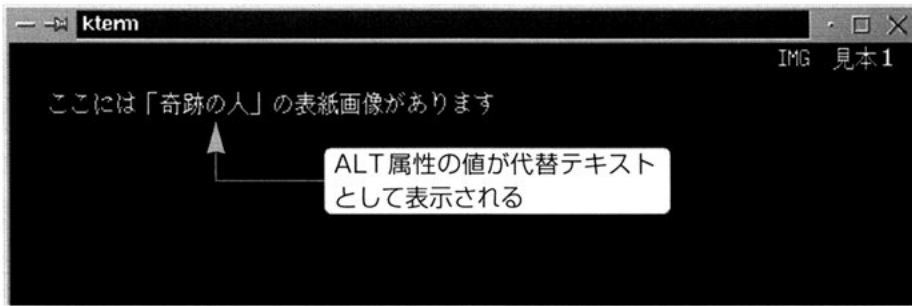 kterm
IMG 見本1
ここには「奇跡の人」の表紙画像があります
ALT属性の値が代替テキスト
として表示される